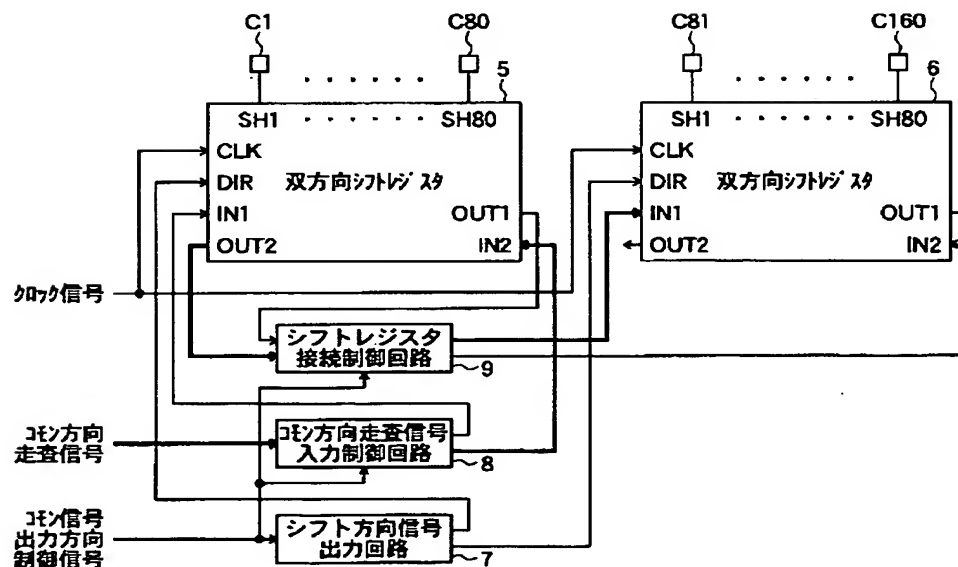 C1
C80
C81
C160
5
6
SH1 ・・・・・・ SH80
SH1 ・・・・・・ SH80
CLK
DIR
双方向ｼﾌﾄﾚｼﾞｽﾀ
IN1
OUT1
OUT2
IN2
CLK
DIR
双方向ｼﾌﾄﾚｼﾞｽﾀ
IN1
OUT1
OUT2
IN2
ｸﾛｯｸ信号
シフトレジスタ
接続制御回路
9
ｺﾓﾝ方向
走査信号
ｺﾓﾝ方向走査信号
入力制御回路
8
ｺﾓﾝ信号
出力方向
制御信号
シフト方向信号
出力回路
7